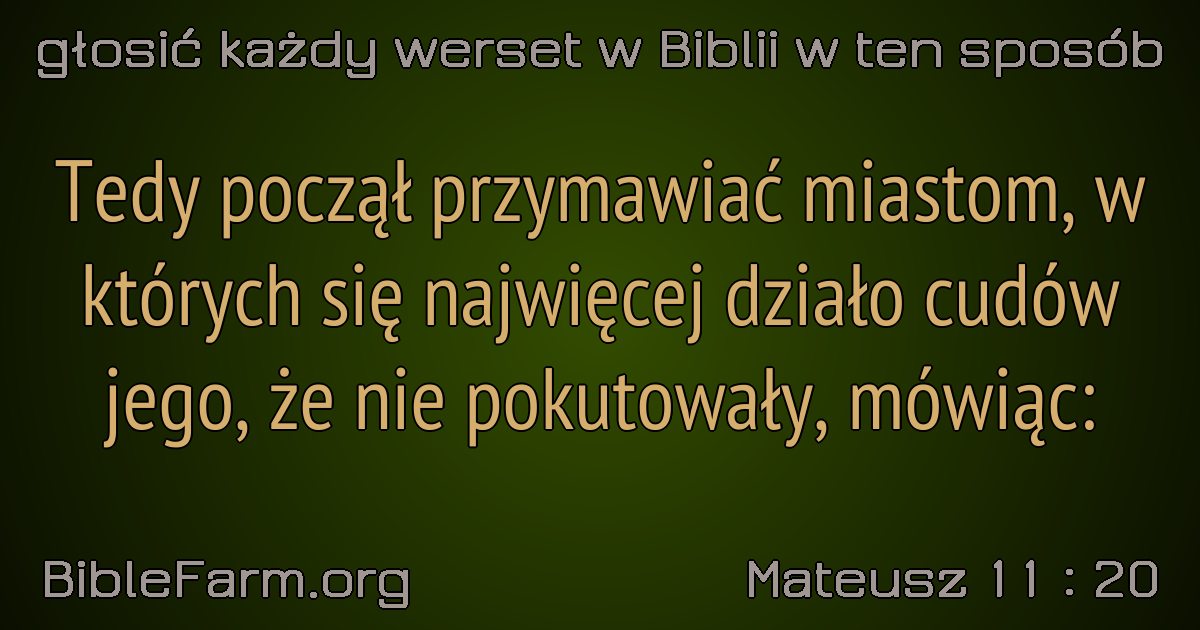 głosić każdy werset w Biblii w ten sposób
Tedy począł przymawiać miastom, w
których się najwięcej działo cudów
jego, że nie pokutowały, mówiąc:
BibleFarm.org
Mateusz 11 : 20